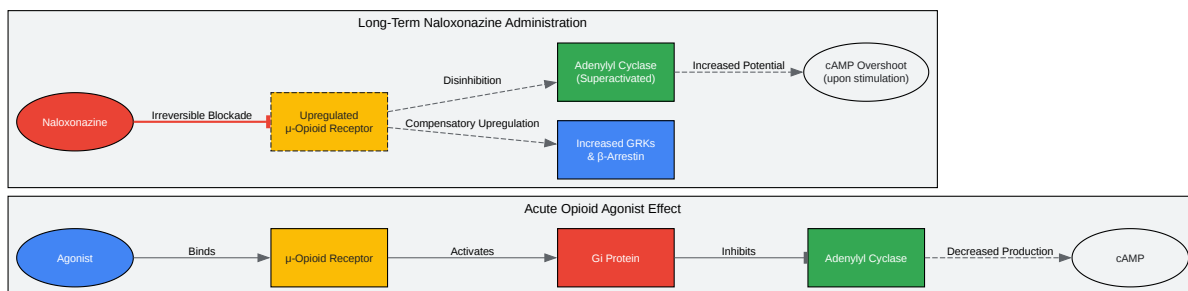 Long-Term Naloxonazine Administration
Naloxonazine
Irreversible Blockade
Upregulated
μ-Opioid Receptor
Disinhibition
Compensatory Upregulation
Adenylyl Cyclase
(Superactivated)
Increased GRKs
& β-Arrestin
Increased Potential
cAMP Overshoot
(upon stimulation)
Acute Opioid Agonist Effect
Agonist
Binds
μ-Opioid Receptor
Activates
Gi Protein
Inhibits
Adenylyl Cyclase
Decreased Production
cAMP